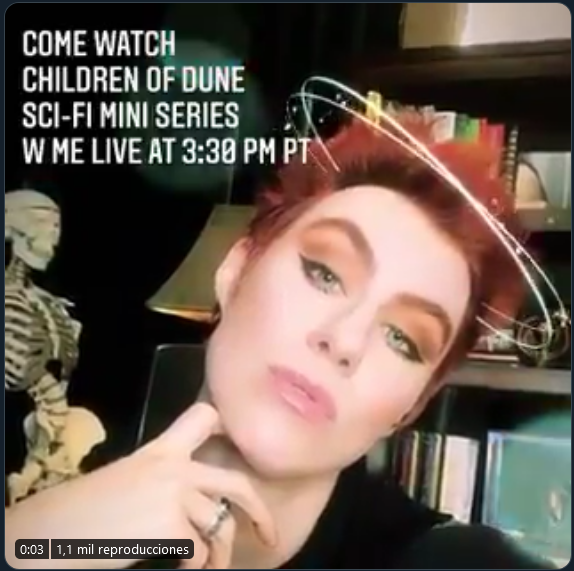 COME WATCH
CHILDREN OF DUNE
SCI-FI MINI SERIES
W ME LIVE AT 3:30 PM PT
0:03 1,1 mil reproducciones